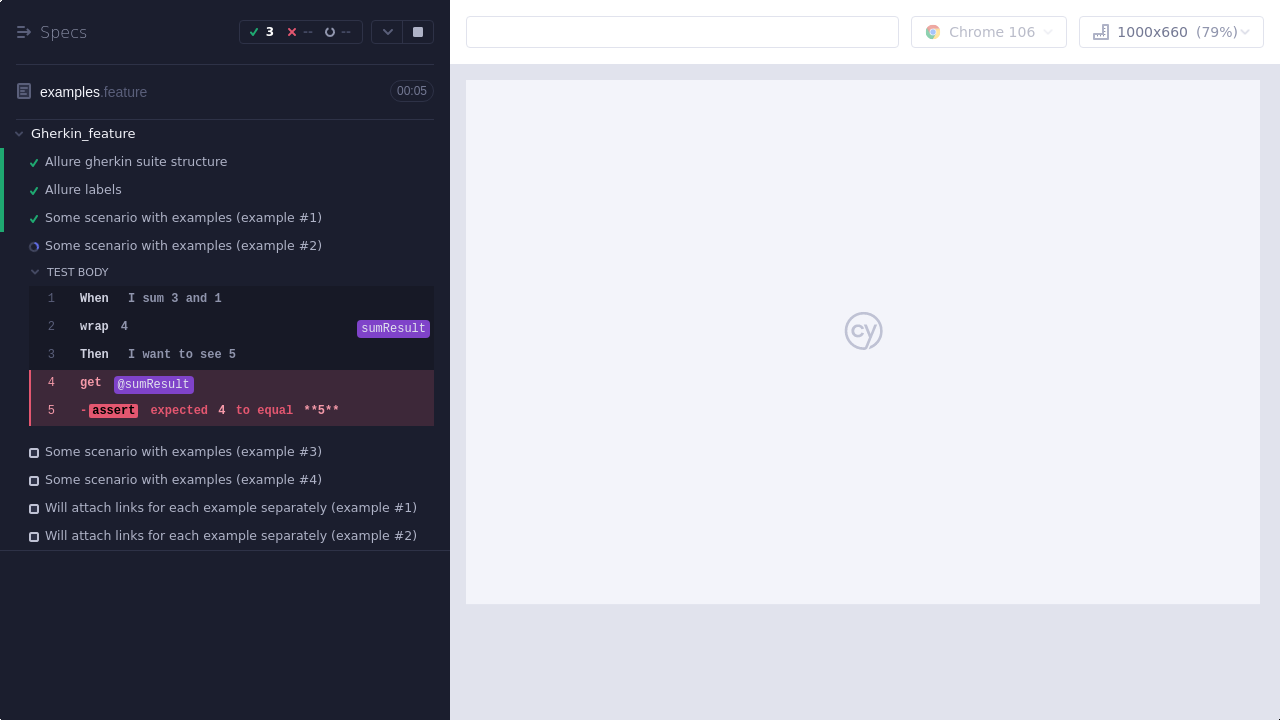 Specs
3 -- --
Chrome 106
1000x660 (79%)
examples.feature
00:05
Gherkin_feature
Allure gherkin suite structure
Allure labels
Some scenario with examples (example #1)
Some scenario with examples (example #2)
TEST BODY
1 When I sum 3 and 1
2 wrap 4 sumResult
3 Then I want to see 5
4 get @sumResult
5 -assert expected 4 to equal **5**
Some scenario with examples (example #3)
Some scenario with examples (example #4)
Will attach links for each example separately (example #1)
Will attach links for each example separately (example #2)
cy